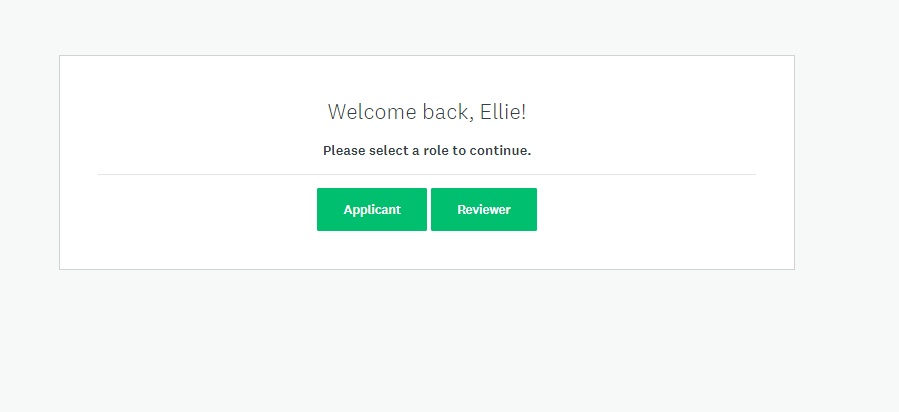 Welcome back, Ellie!
Please select a role to continue.
Applicant Reviewer